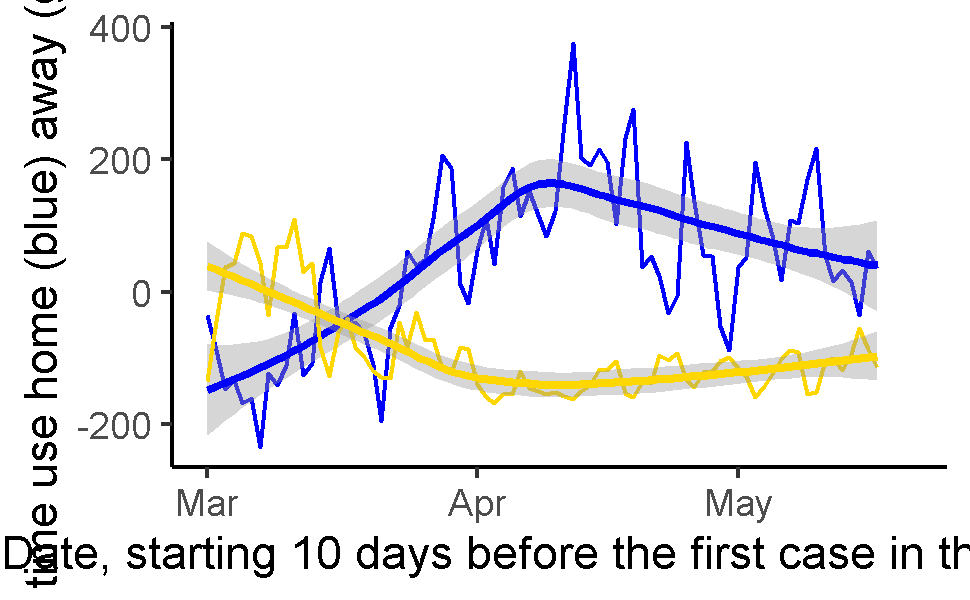 time use home (blue) away (
400
200
0
-200
Mar Apr May
Date, starting 10 days before the first case in th